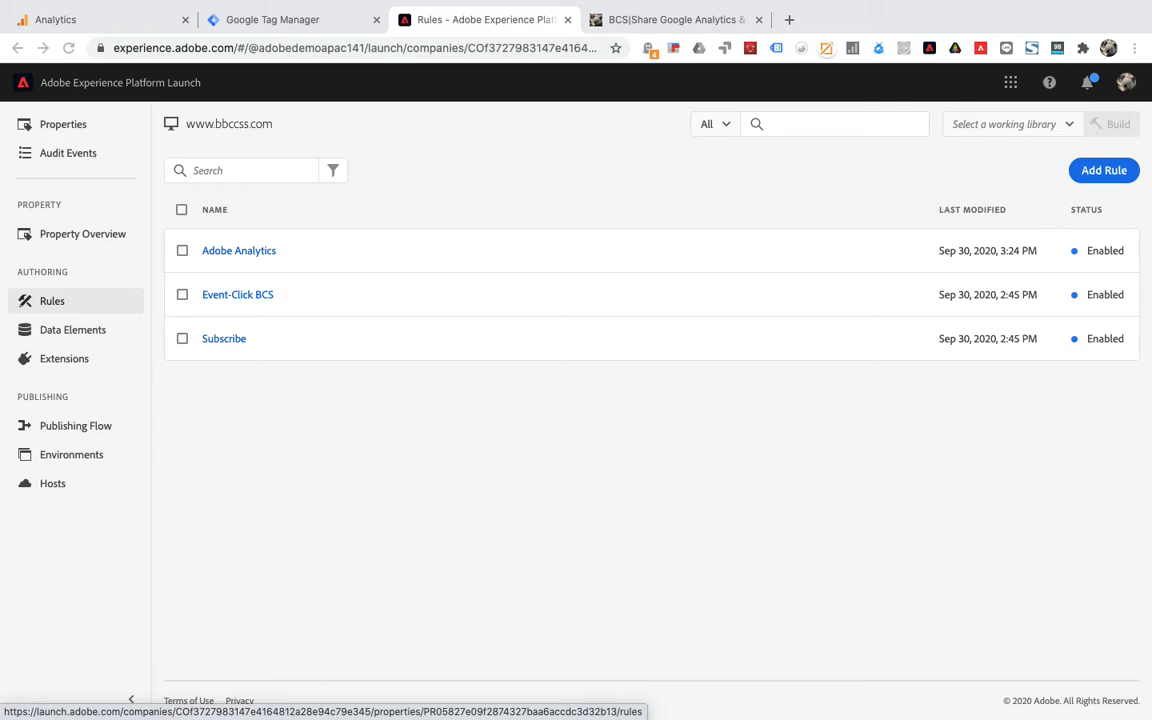 Analytics
Google Tag Manager
Rules - Adobe Experience Platf
BCS|Share Google Analytics &
experience.adobe.com/#/@adobedemoapac141/launch/companies/COf3727983147e4164...
4
98
Adobe Experience Platform Launch
Properties
Audit Events
PROPERTY
Property Overview
AUTHORING
Rules
Data Elements
Extensions
PUBLISHING
Publishing Flow
Environments
Hosts
www.bbccss.com
All
Select a working library
Build
Search
Add Rule
NAME
LAST MODIFIED
STATUS
Adobe Analytics
Sep 30, 2020, 3:24 PM
Enabled
Event-Click BCS
Sep 30, 2020, 2:45 PM
Enabled
Subscribe
Sep 30, 2020, 2:45 PM
Enabled
Terms of Use
Privacy
© 2020 Adobe. All Rights Reserved.
https://launch.adobe.com/companies/COf3727983147e4164812a28e94c79e345/properties/PR05827e09f2874327baa6accdc3d32b13/rules